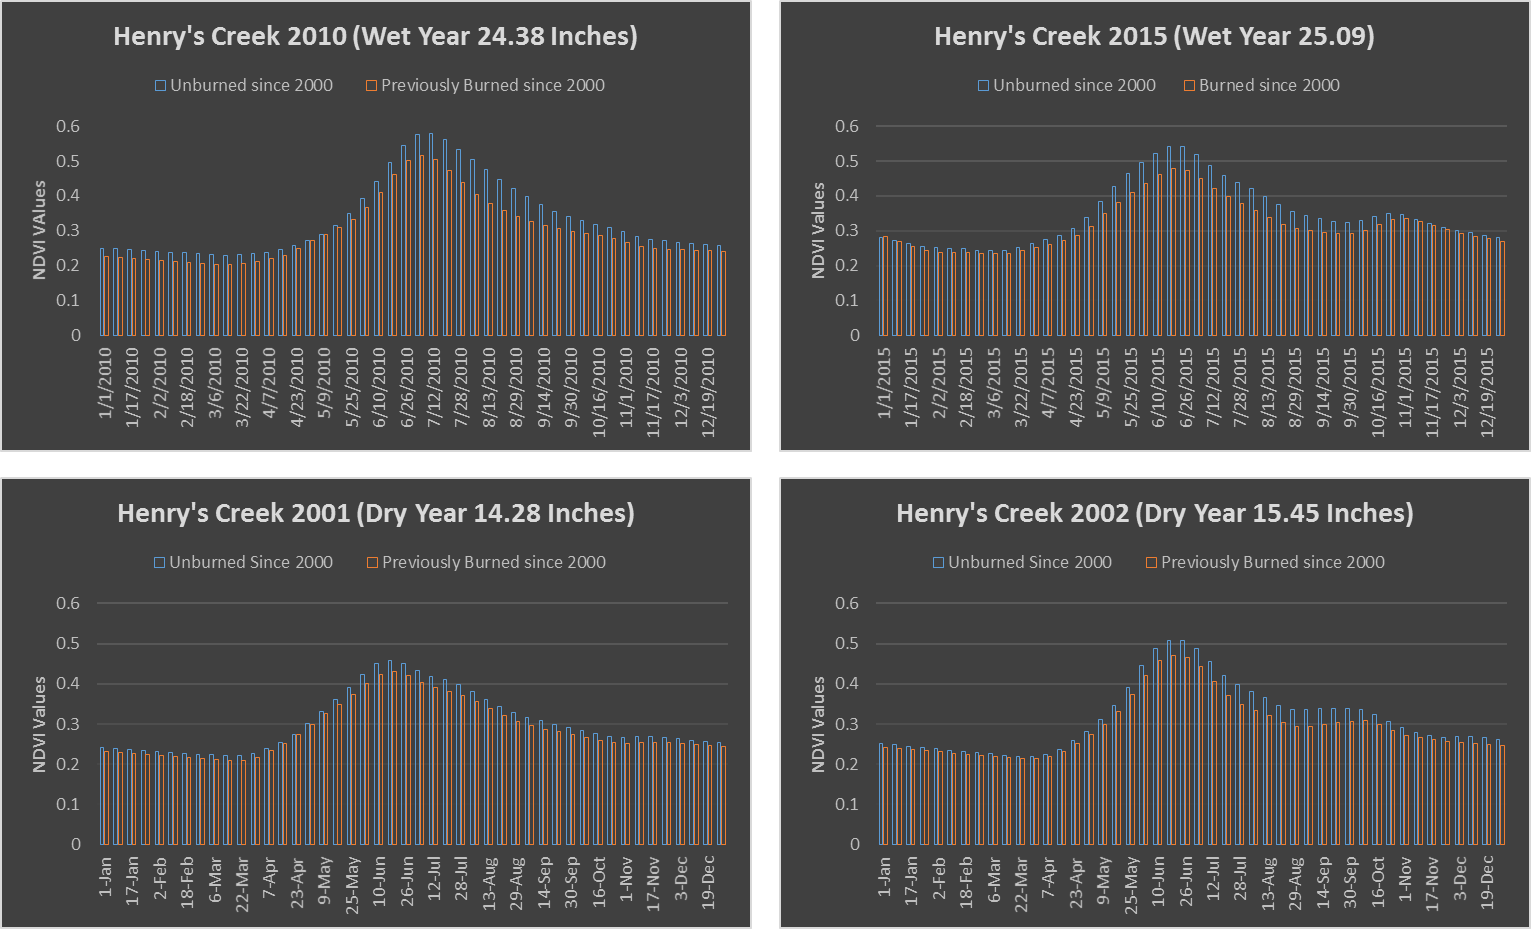 Henry's Creek 2010 (Wet Year 24.38 Inches)
Unburned since 2000 Previously Burned since 2000
NDVI VAlues
0.6
0.5
0.4
0.3
0.2
0.1
0
1/1/2010 1/17/2010 2/2/2010 2/18/2010 3/6/2010 3/22/2010 4/7/2010 4/23/2010 5/9/2010 5/25/2010 6/10/2010 6/26/2010 7/12/2010 7/28/2010 8/13/2010 8/29/2010 9/14/2010 9/30/2010 10/16/2010 11/1/2010 11/17/2010 12/3/2010 12/19/2010
Henry's Creek 2015 (Wet Year 25.09)
Unburned since 2000 Burned since 2000
NDVI Values
0.6
0.5
0.4
0.3
0.2
0.1
0
1/1/2015 1/17/2015 2/2/2015 2/18/2015 3/6/2015 3/22/2015 4/7/2015 4/23/2015 5/9/2015 5/25/2015 6/10/2015 6/26/2015 7/12/2015 7/28/2015 8/13/2015 8/29/2015 9/14/2015 9/30/2015 10/16/2015 11/1/2015 11/17/2015 12/3/2015 12/19/2015
Henry's Creek 2001 (Dry Year 14.28 Inches)
Unburned Since 2000 Previously Burned since 2000
NDVI Values
0.6
0.5
0.4
0.3
0.2
0.1
0
1-Jan 17-Jan 2-Feb 18-Feb 6-Mar 22-Mar 7-Apr 23-Apr 9-May 25-May 10-Jun 26-Jun 12-Jul 28-Jul 13-Aug 29-Aug 14-Sep 30-Sep 16-Oct 1-Nov 17-Nov 3-Dec 19-Dec
Henry's Creek 2002 (Dry Year 15.45 Inches)
Unburned Since 2000 Previously Burned since 2000
NDVI Values
0.6
0.5
0.4
0.3
0.2
0.1
0
1-Jan 17-Jan 2-Feb 18-Feb 6-Mar 22-Mar 7-Apr 23-Apr 9-May 25-May 10-Jun 26-Jun 12-Jul 28-Jul 13-Aug 29-Aug 14-Sep 30-Sep 16-Oct 1-Nov 17-Nov 3-Dec 19-Dec